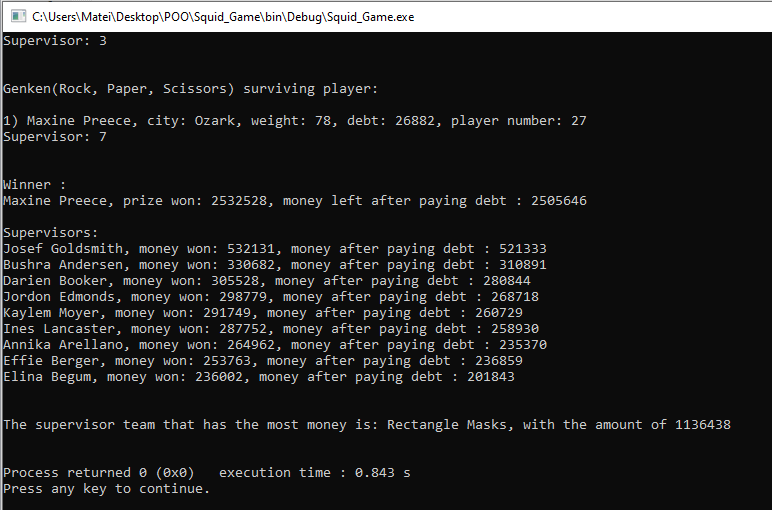 C:\Users\Matei\Desktop\POO\Squid_Game\bin\Debug\Squid_Game.exe
Supervisor: 3
Genken(Rock, Paper, Scissors) surviving player:
1) Maxine Preece, city: Ozark, weight: 78, debt: 26882, player number: 27
Supervisor: 7
Winner :
Maxine Preece, prize won: 2532528, money left after paying debt : 2505646
Supervisors:
Josef Goldsmith, money won: 532131, money after paying debt : 521333
Bushra Andersen, money won: 330682, money after paying debt : 310891
Darien Booker, money won: 305528, money after paying debt : 280844
Jordon Edmonds, money won: 298779, money after paying debt : 268718
Kaylem Moyer, money won: 291749, money after paying debt : 260729
Ines Lancaster, money won: 287752, money after paying debt : 258930
Annika Arellano, money won: 264962, money after paying debt : 235370
Effie Berger, money won: 253763, money after paying debt : 236859
Elina Begum, money won: 236002, money after paying debt : 201843
The supervisor team that has the most money is: Rectangle Masks, with the amount of 1136438
Process returned 0 (0x0)   execution time : 0.843 s
Press any key to continue.